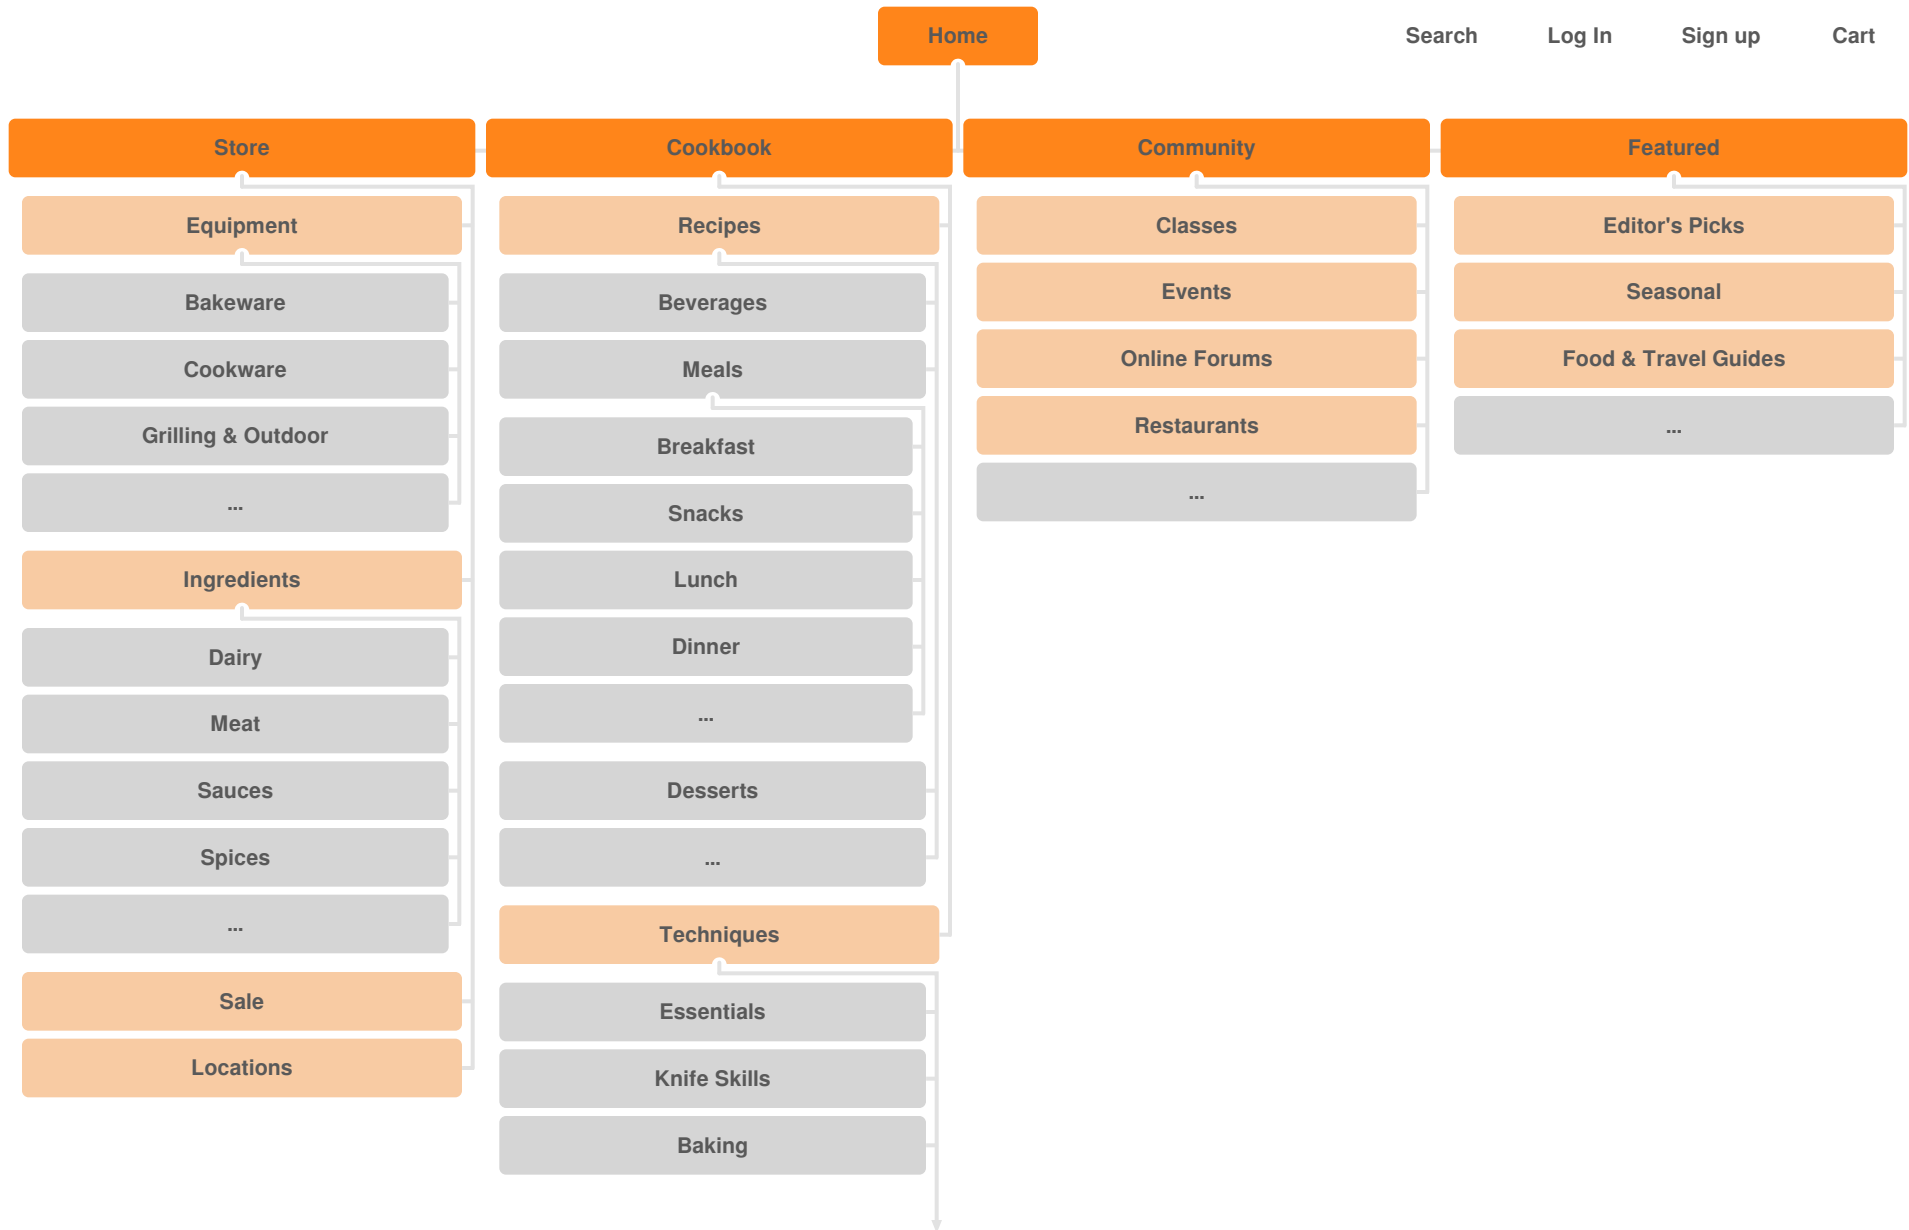 Home
Search
Log In
Sign up
Cart
Store
Equipment
Bakeware
Cookware
Grilling & Outdoor
...
Ingredients
Dairy
Meat
Sauces
Spices
...
Sale
Locations
Cookbook
Recipes
Beverages
Meals
Breakfast
Snacks
Lunch
Dinner
...
Desserts
...
Techniques
Essentials
Knife Skills
Baking
Community
Classes
Events
Online Forums
Restaurants
...
Featured
Editor's Picks
Seasonal
Food & Travel Guides
...